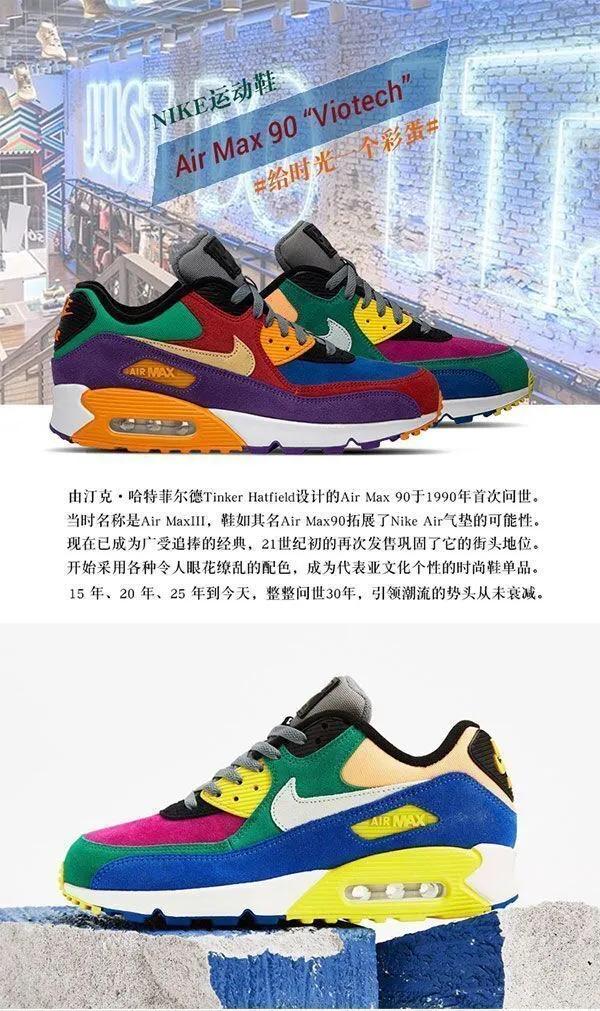 JUST DO IT.
NIKE运动鞋
Air Max 90 “Viotech”
#给时光一个彩蛋#
AIR MAX
由汀克·哈特菲尔德Tinker Hatfield设计的Air Max 90于1990年首次问世。
当时名称是Air MaxIII，鞋如其名Air Max90拓展了Nike Air气垫的可能性。
现在已成为广受追捧的经典，21世纪初的再次发售巩固了它的街头地位。
开始采用各种令人眼花缭乱的配色，成为代表亚文化个性的时尚鞋单品。
15 年、20 年、25 年到今天，整整问世30年，引领潮流的势头从未衰减。
AIR MAX